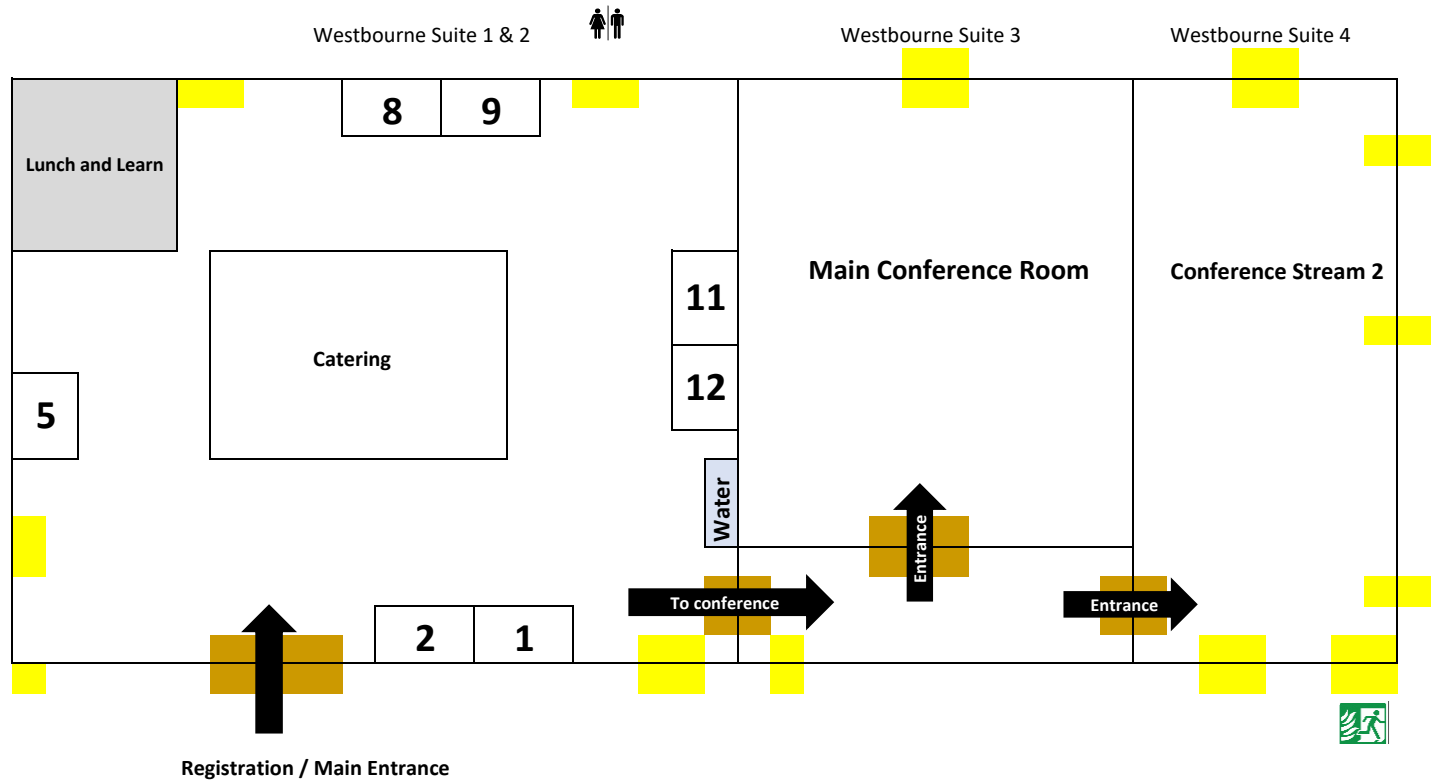 Westbourne Suite 1 & 2
Westbourne Suite 3
Westbourne Suite 4
8
9
Lunch and Learn
11
Main Conference Room
Conference Stream 2
Catering
12
5
Water
Entrance
To conference
Entrance
2
1
Registration / Main Entrance